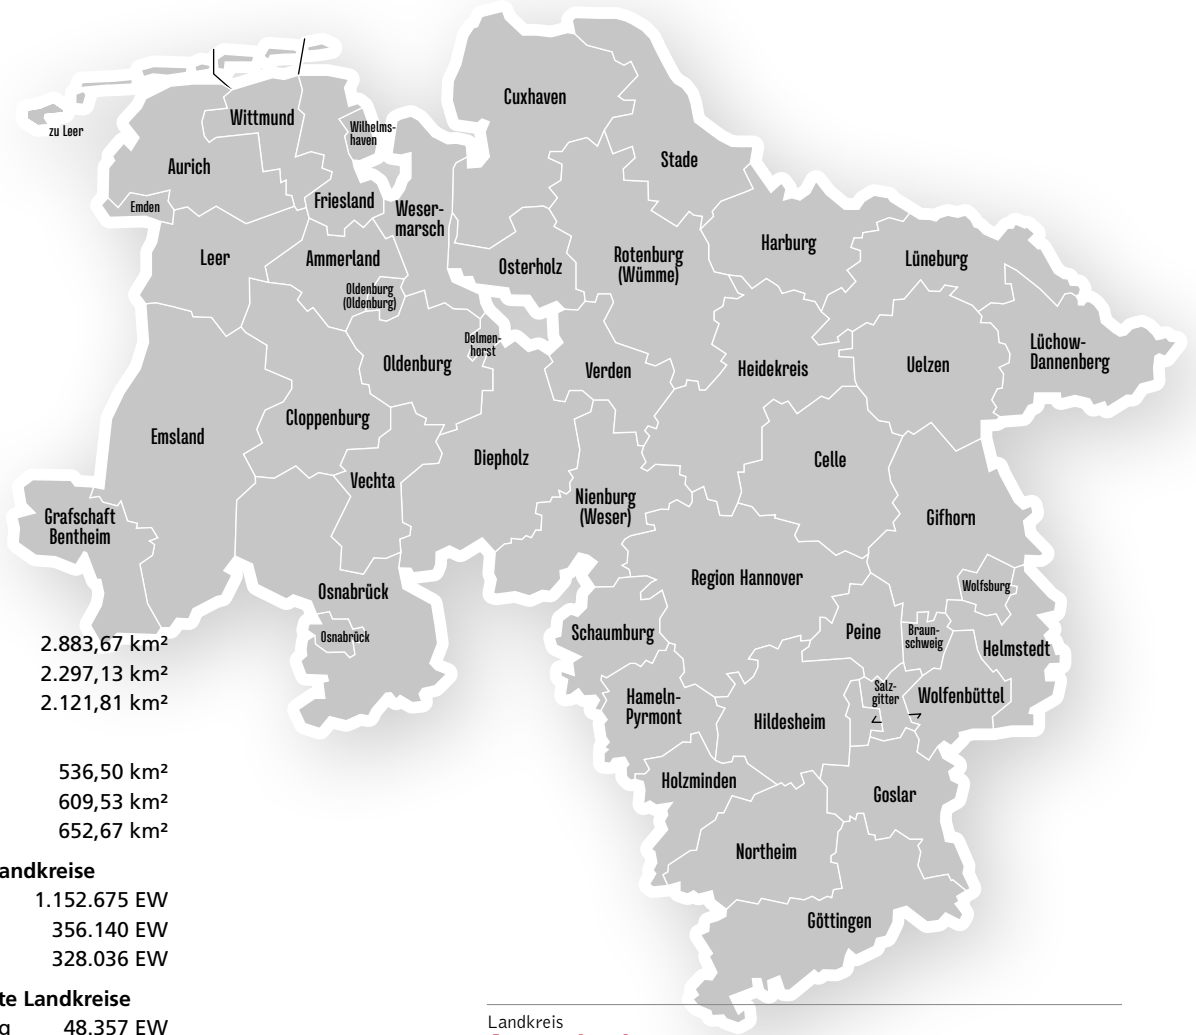 Cuxhaven
Wittmund
Wilhelms-
haven
zu Leer
Stade
Aurich
Friesland
Emden
Weser-
marsch
Harburg
Leer
Ammerland
Osterholz
Rotenburg
(Wümme)
Lüneburg
Oldenburg
(Oldenburg)
Delmen-
horst
Lüchow-
Dannenberg
Oldenburg
Verden
Heidekreis
Uelzen
Cloppenburg
Emsland
Diepholz
Celle
Vechta
Nienburg
(Weser)
Grafschaft
Bentheim
Gifhorn
Region Hannover
Wolfsburg
Osnabrück
Schaumburg
Peine
Braun-
schweig
Osnabrück
Helmstedt
Hameln-
Pyrmont
Hildesheim
Salz-
gitter
Wolfenbüttel
Holzminden
Goslar
Northeim
Göttingen
2.883,67 km²
2.297,13 km²
2.121,81 km²
536,50 km²
609,53 km²
652,67 km²
andkreise
1.152.675 EW
356.140 EW
328.036 EW
te Landkreise
g 48.357 EW
Landkreis